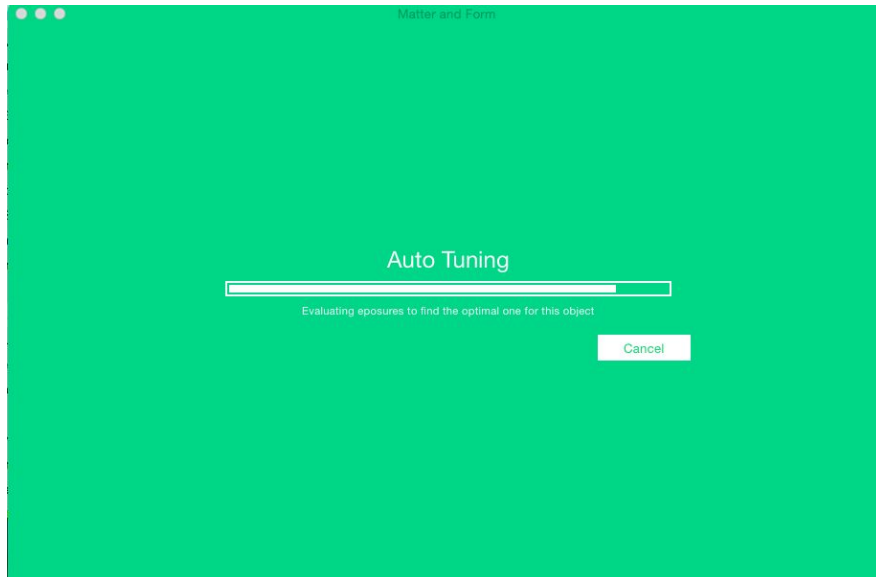 Matter and Form
Auto Tuning
Evaluating eposures to find the optimal one for this object
Cancel